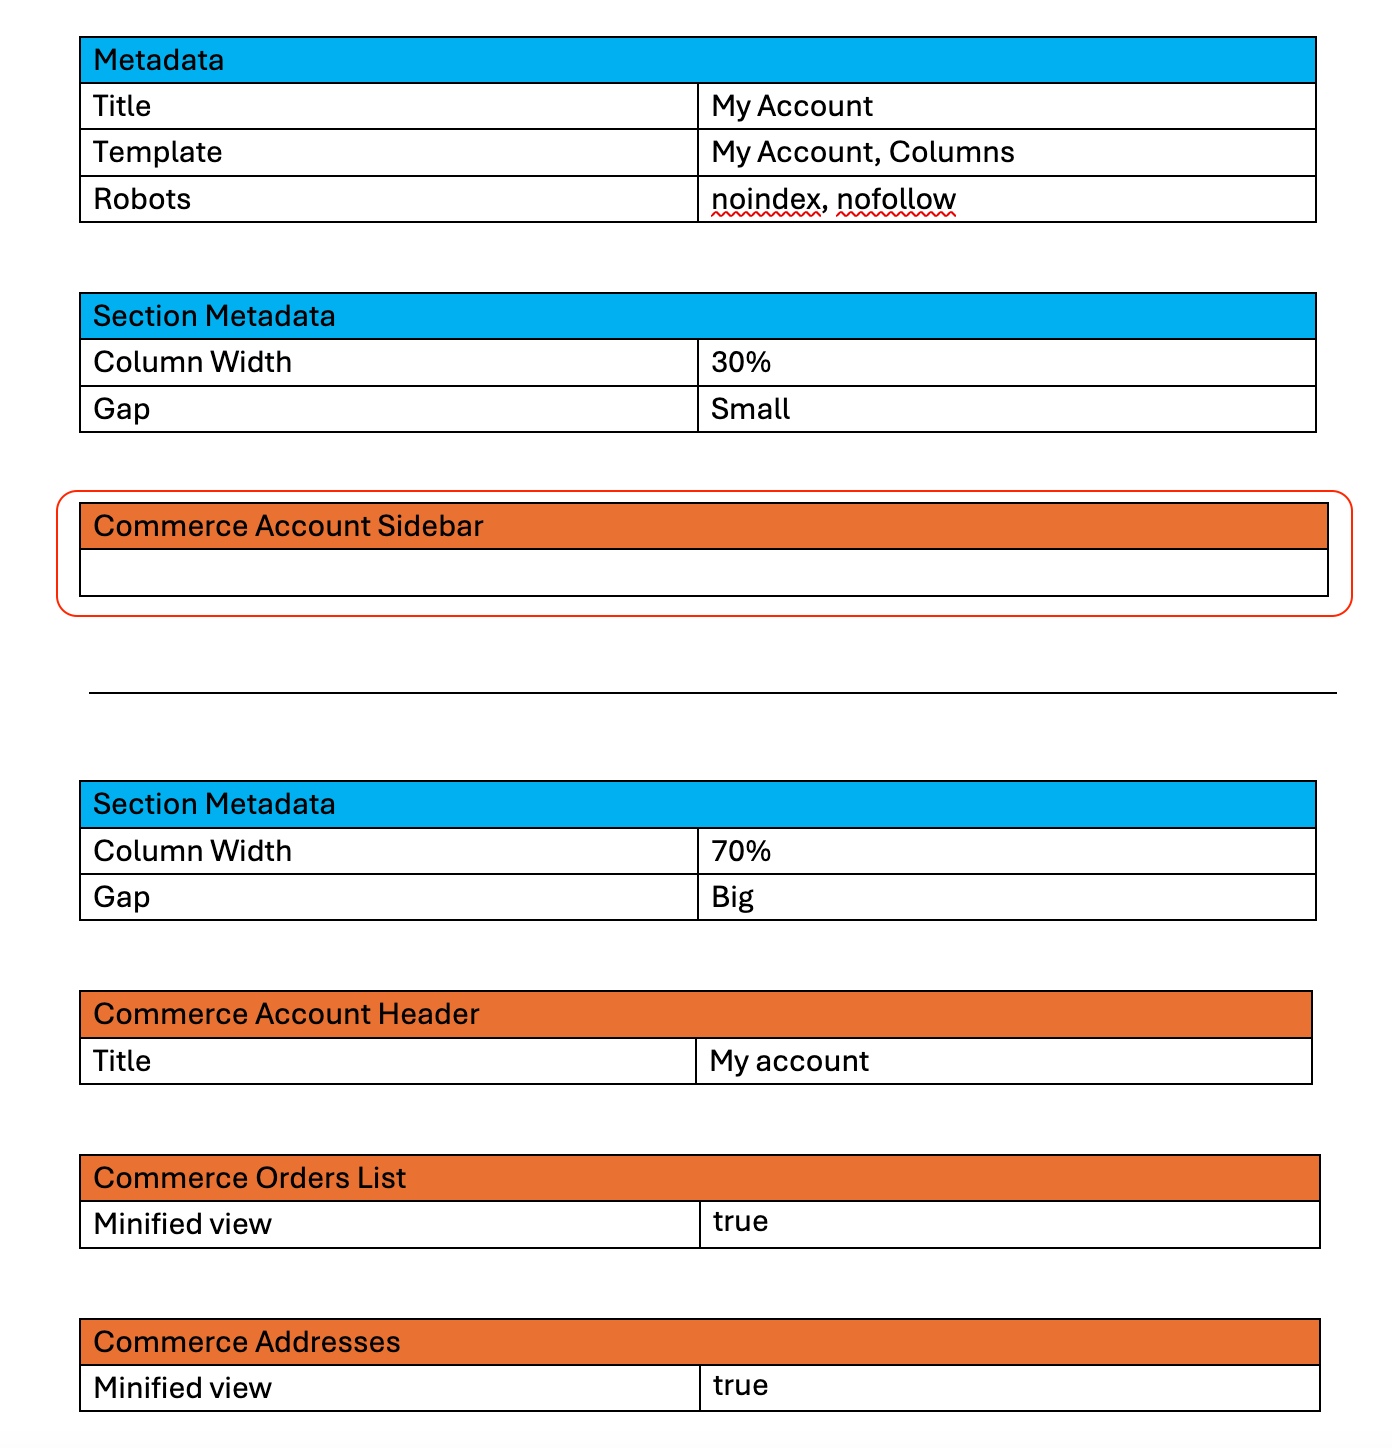 Metadata
Title My Account
Template My Account, Columns
Robots noindex, nofollow
Section Metadata
Column Width 30%
Gap Small
Commerce Account Sidebar
Section Metadata
Column Width 70%
Gap Big
Commerce Account Header
Title My account
Commerce Orders List
Minified view true
Commerce Addresses
Minified view true